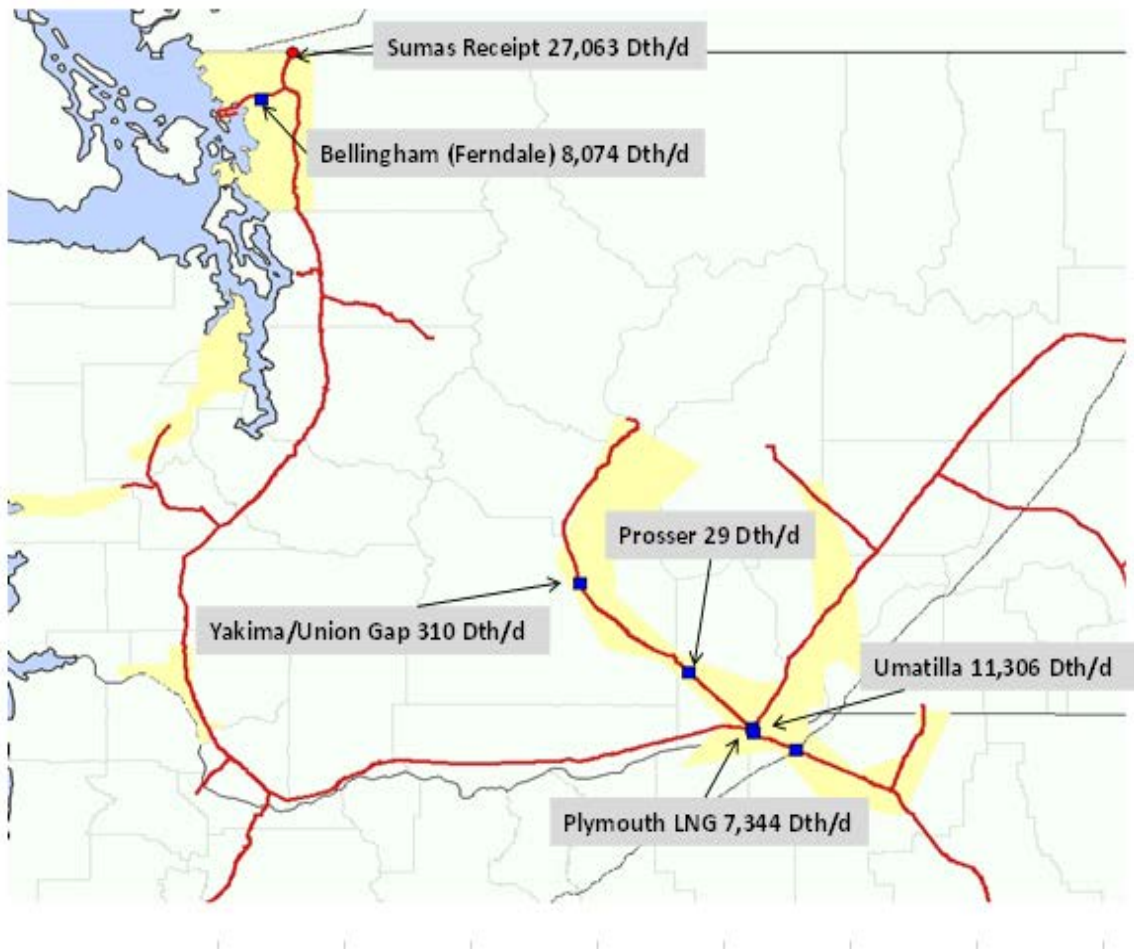 Sumas Receipt 27,063 Dth/d
Bellingham (Ferndale) 8,074 Dth/d
Prosser 29 Dth/d
Yakima/Union Gap 310 Dth/d
Umatilla 11,306 Dth/d
Plymouth LNG 7,344 Dth/d